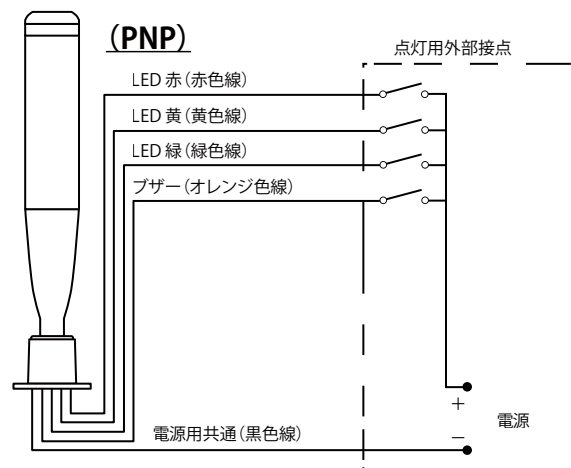 (PNP)
点灯用外部接点
LED 赤(赤色線)
LED 黄(黄色線)
LED 緑(緑色線)
ブザー(オレンジ色線)
+
電源
−
電源用共通(黒色線)